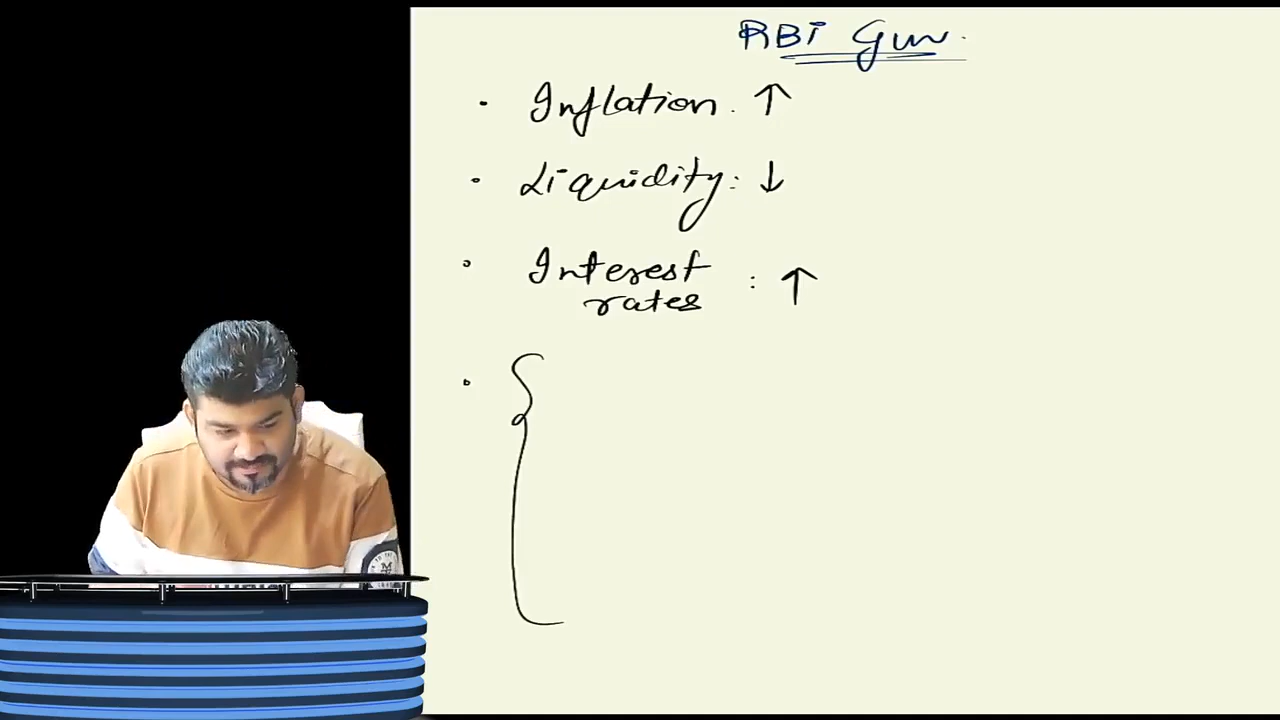 RBI Guv.
• Inflation. ↑
• Liquidity: ↓
• Interest
rates : ↑
•